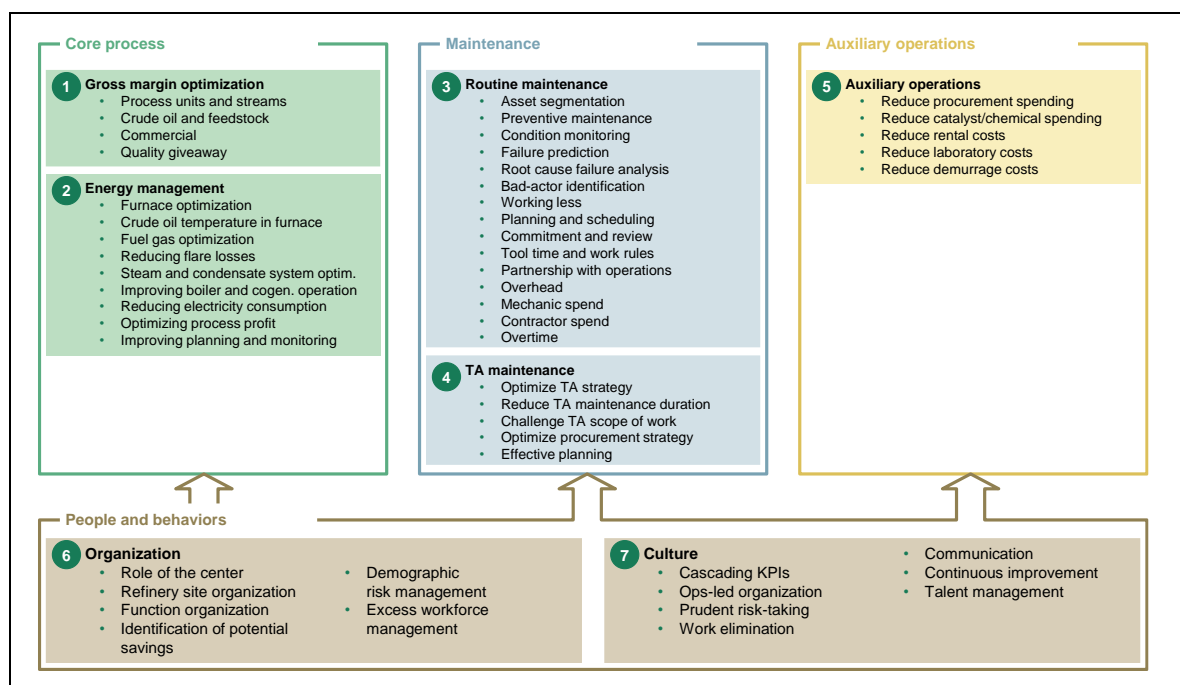 Core process
1
Gross margin optimization
• Process units and streams
• Crude oil and feedstock
• Commercial
• Quality giveaway
2
Energy management
• Furnace optimization
• Crude oil temperature in furnace
• Fuel gas optimization
• Reducing flare losses
• Steam and condensate system optim.
• Improving boiler and cogen. operation
• Reducing electricity consumption
• Optimizing process profit
• Improving planning and monitoring
Maintenance
3
Routine maintenance
• Asset segmentation
• Preventive maintenance
• Condition monitoring
• Failure prediction
• Root cause failure analysis
• Bad-actor identification
• Working less
• Planning and scheduling
• Commitment and review
• Tool time and work rules
• Partnership with operations
• Overhead
• Mechanic spend
• Contractor spend
• Overtime
4
TA maintenance
• Optimize TA strategy
• Reduce TA maintenance duration
• Challenge TA scope of work
• Optimize procurement strategy
• Effective planning
Auxiliary operations
5
Auxiliary operations
• Reduce procurement spending
• Reduce catalyst/chemical spending
• Reduce rental costs
• Reduce laboratory costs
• Reduce demurrage costs
People and behaviors
6
Organization
• Role of the center
• Refinery site organization
• Function organization
• Identification of potential
savings
• Demographic
risk management
• Excess workforce
management
7
Culture
• Cascading KPIs
• Ops-led organization
• Prudent risk-taking
• Work elimination
• Communication
• Continuous improvement
• Talent management